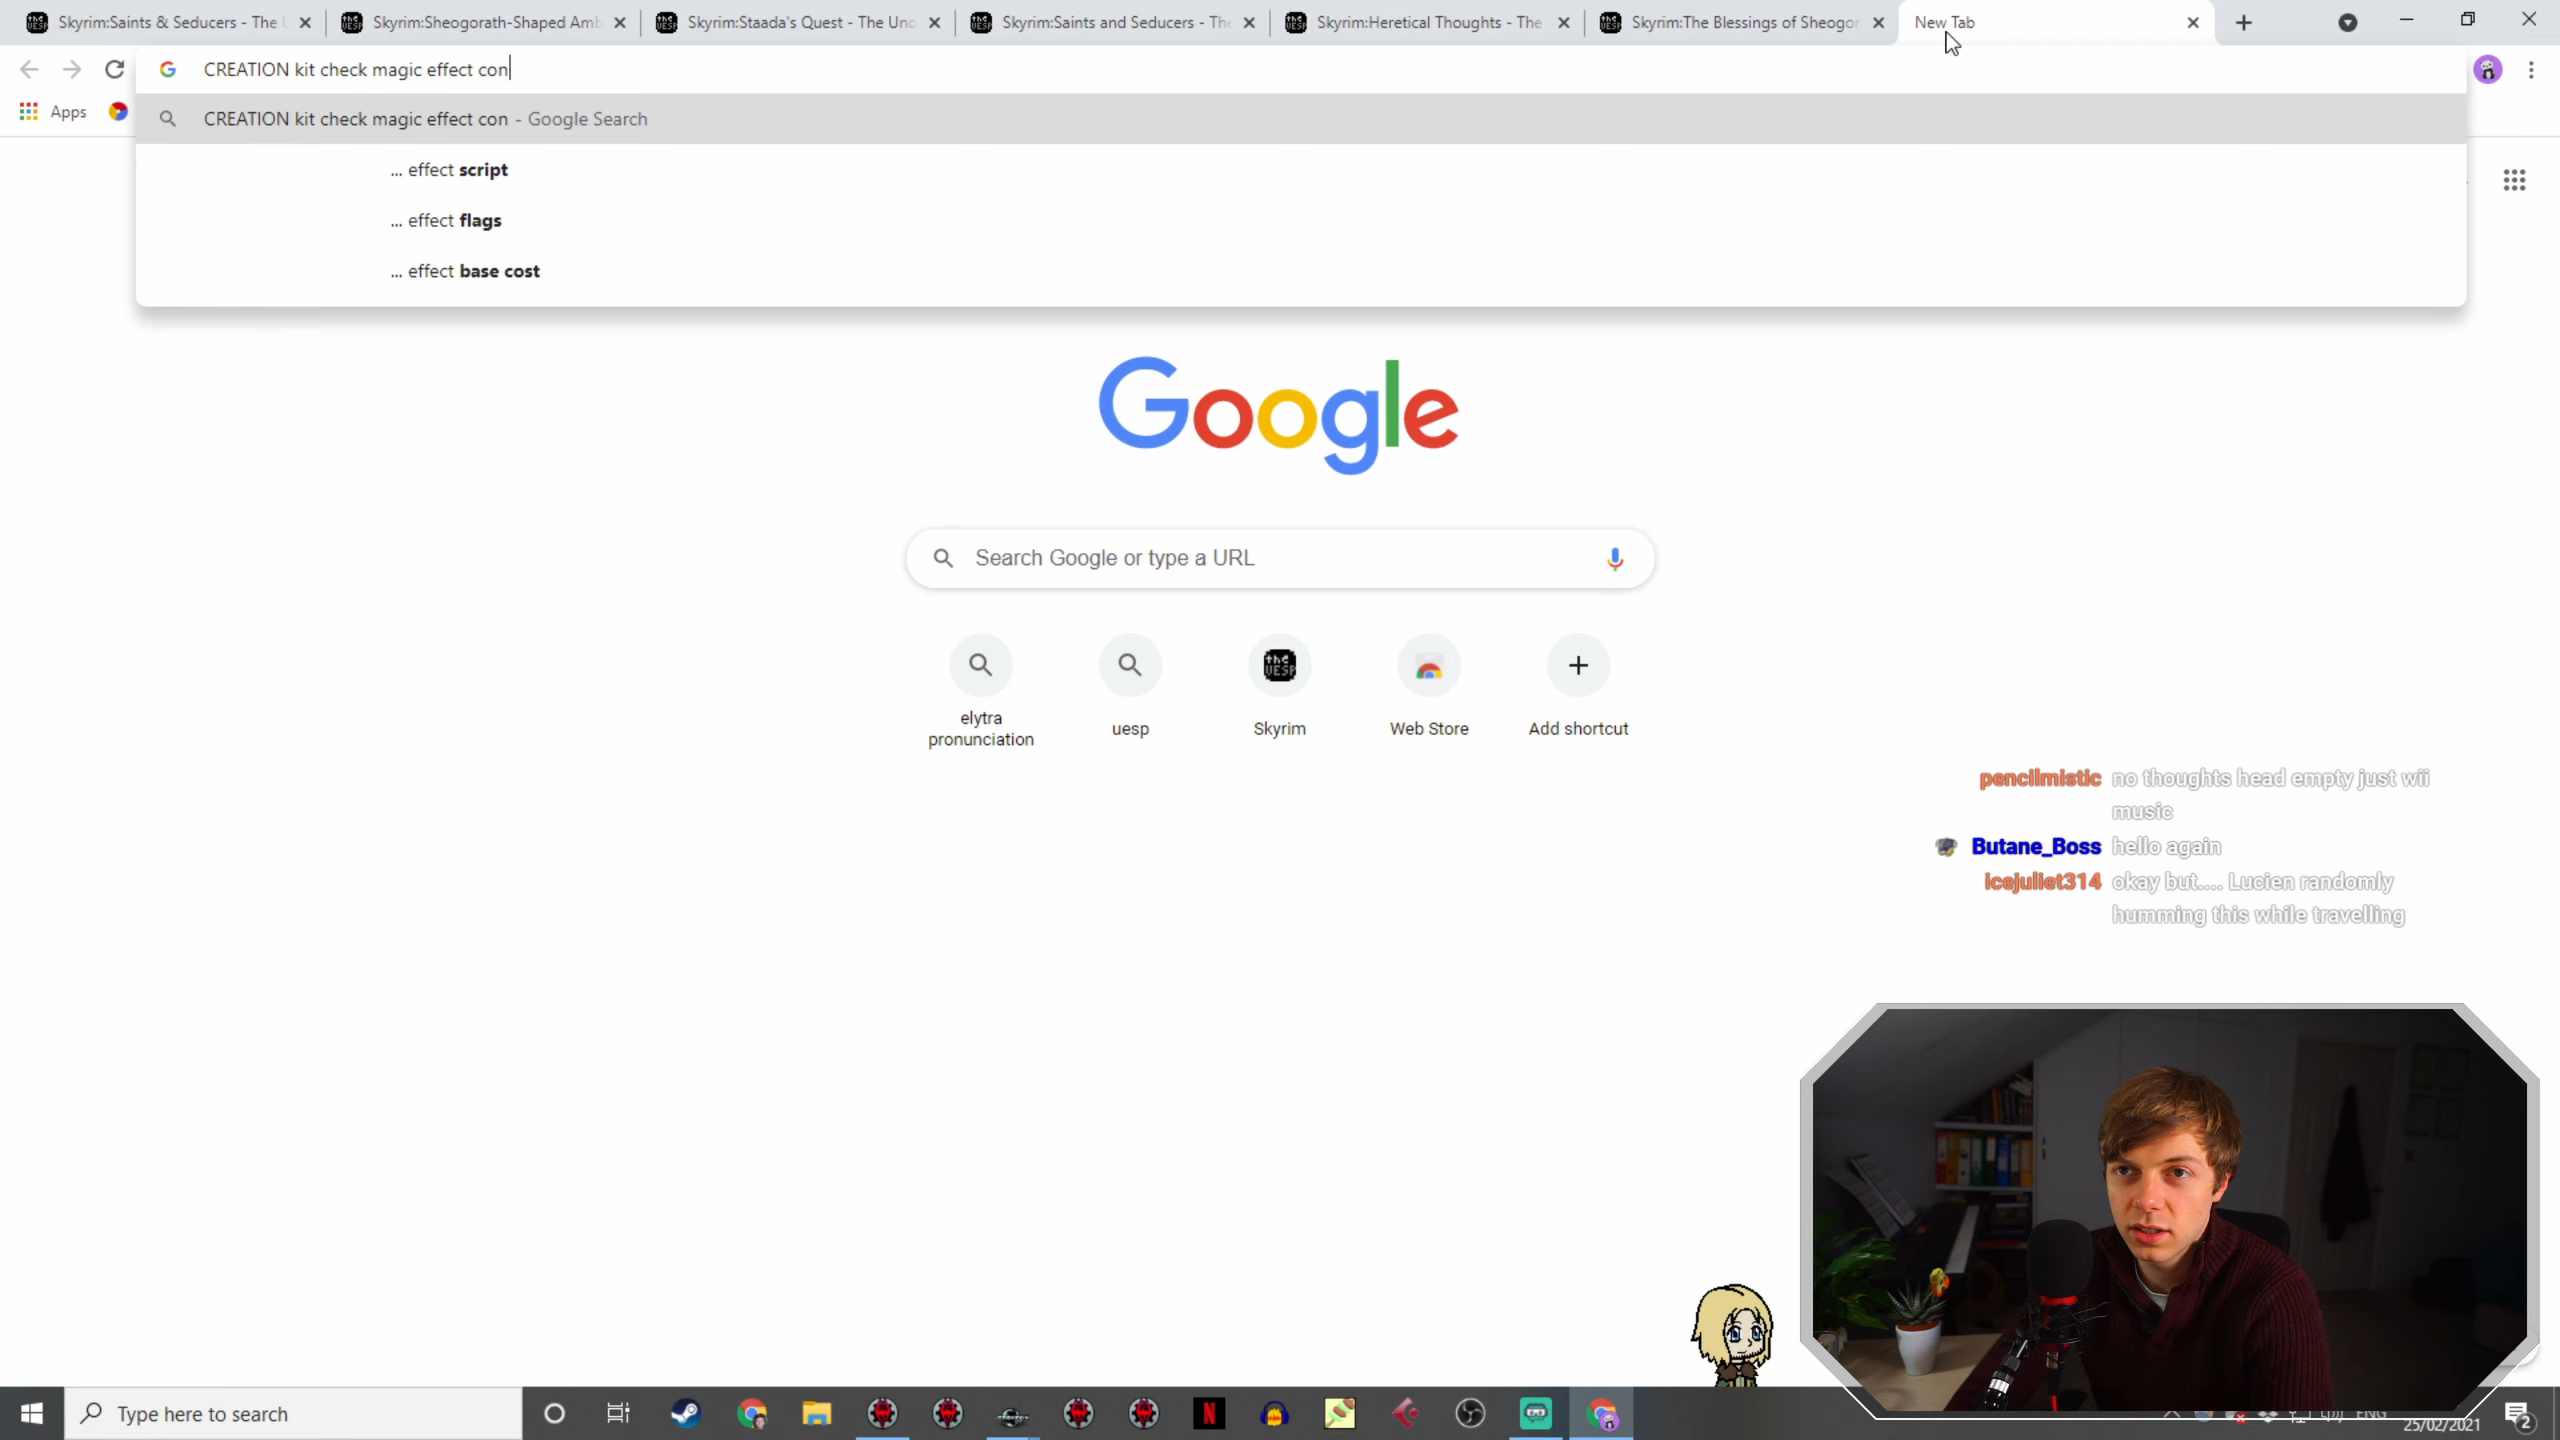 Skyrim:Saints & Seducers - The
Skyrim:Sheogorath-Shaped Amb
Skyrim:Staada's Quest - The Uno
Skyrim:Saints and Seducers - The
Skyrim:Heretical Thoughts - The
Skyrim:The Blessings of Sheogor
New Tab
CREATION kit check magic effect con
Apps
CREATION kit check magic effect con - Google Search
... effect script
... effect flags
... effect base cost
Google
Search Google or type a URL
elytra
pronunciation
uesp
Skyrim
Web Store
Add shortcut
pencilmistic no thoughts head empty just wii
music
Butane_Boss hello again
icejuliet314 okay but.... Lucien randomly
humming this while travelling
Type here to search
ENG
25/02/2021
2